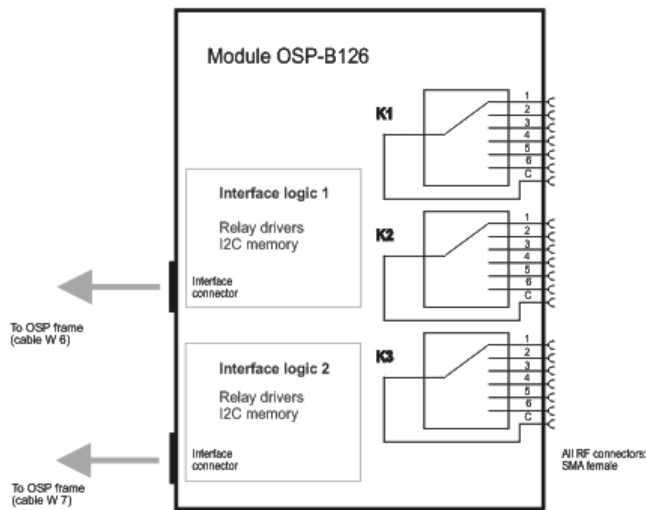 Module OSP-B126
K1
1
2
3
4
5
6
C
Interface logic 1
Relay drivers
I2C memory
Interface
connector
K2
1
2
3
4
5
6
C
To OSP frame
(cable W 6)
Interface logic 2
Relay drivers
I2C memory
Interface
connector
K3
1
2
3
4
5
6
C
All RF connectors:
SMA female
To OSP frame
(cable W 7)